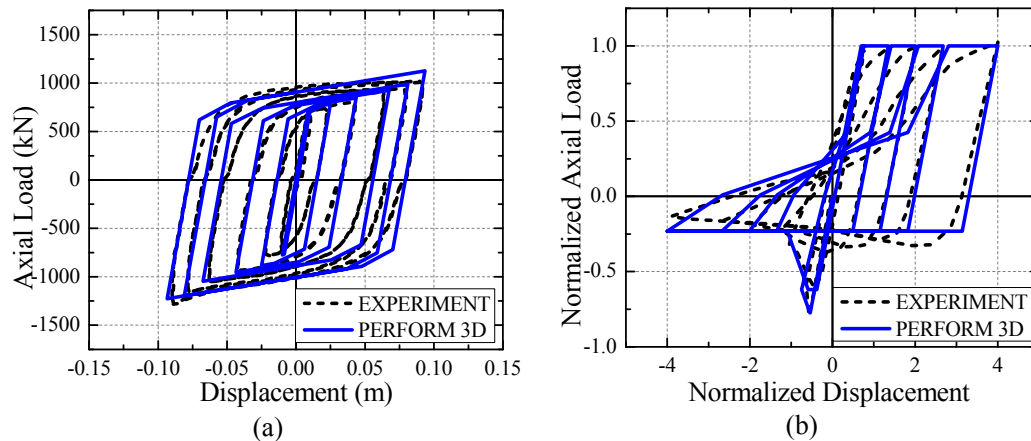 1500
1000
500
0
-500
-1000
-1500
Axial Load (kN)
-0.15 -0.10 -0.05 0.00 0.05 0.10 0.15
Displacement (m)
EXPERIMENT
PERFORM 3D
(a)
1.0
0.5
0.0
-0.5
-1.0
Normalized Axial Load
-4 -2 0 2 4
Normalized Displacement
EXPERIMENT
PERFORM 3D
(b)